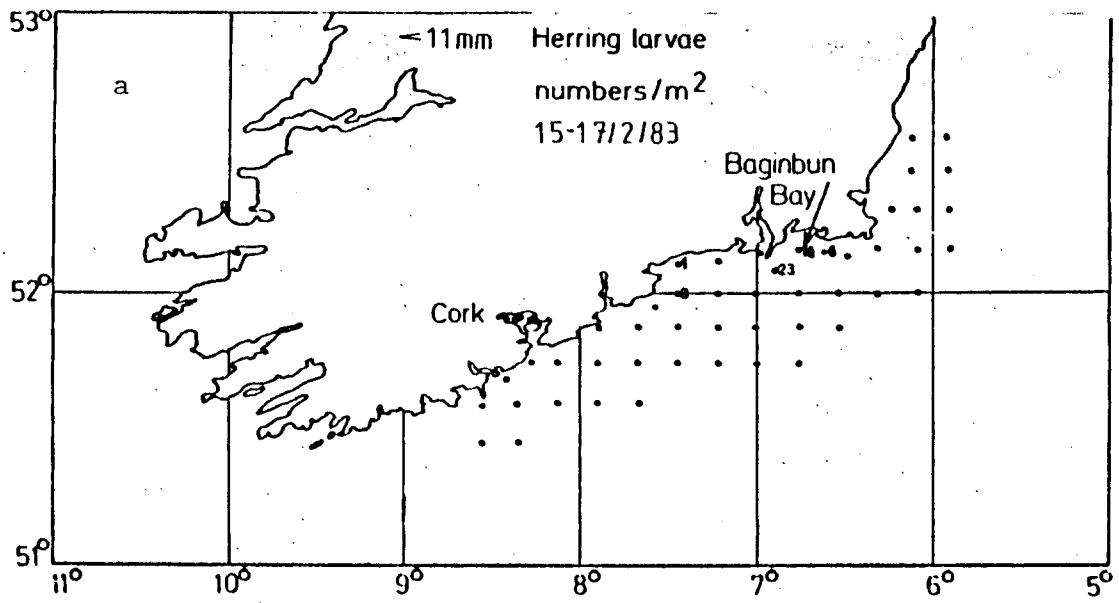 53°
<11mm Herring larvae
a
numbers/m²
15-17/2/83
Baginbun
Bay
23
52°
Cork
51°
11° 10° 9° 8° 7° 6° 5°